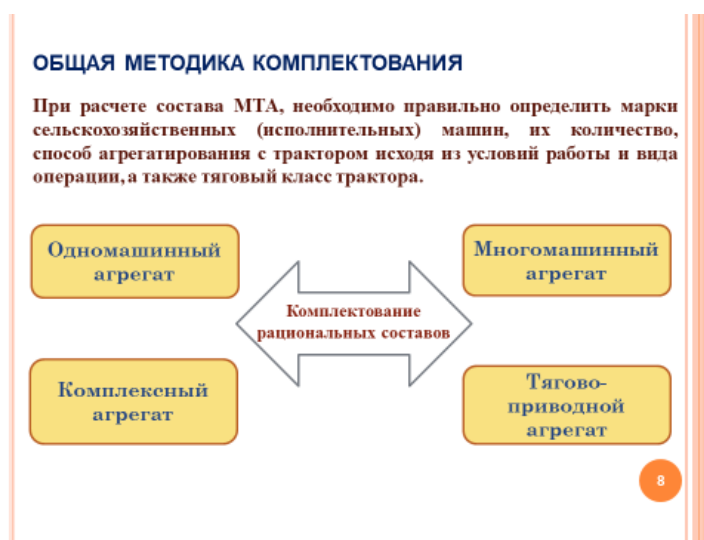 ОБЩАЯ МЕТОДИКА КОМПЛЕКТОВАНИЯ
При расчете состава МТА, необходимо правильно определить марки
сельскохозяйственных (исполнительных) машин, их количество,
способ агрегатирования с трактором исходя из условий работы и вида
операции, а также тяговый класс трактора.
Одномашинный
агрегат
Многомашинный
агрегат
Комплектование
рациональных составов
Комплексный
агрегат
Тягово-
приводной
агрегат
8